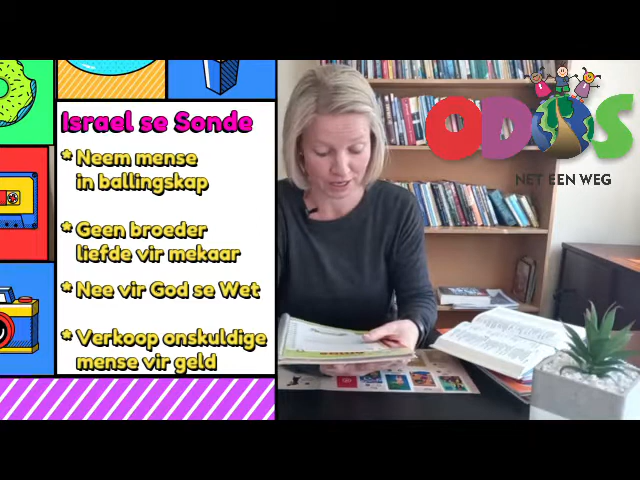 Israel se Sonde
* Neem mense
in ballingskap
* Geen broeder
liefde vir mekaar
* Nee vir God se Wet
* Verkoop onskuldige
mense vir geld
ODOS
NET EEN WEG